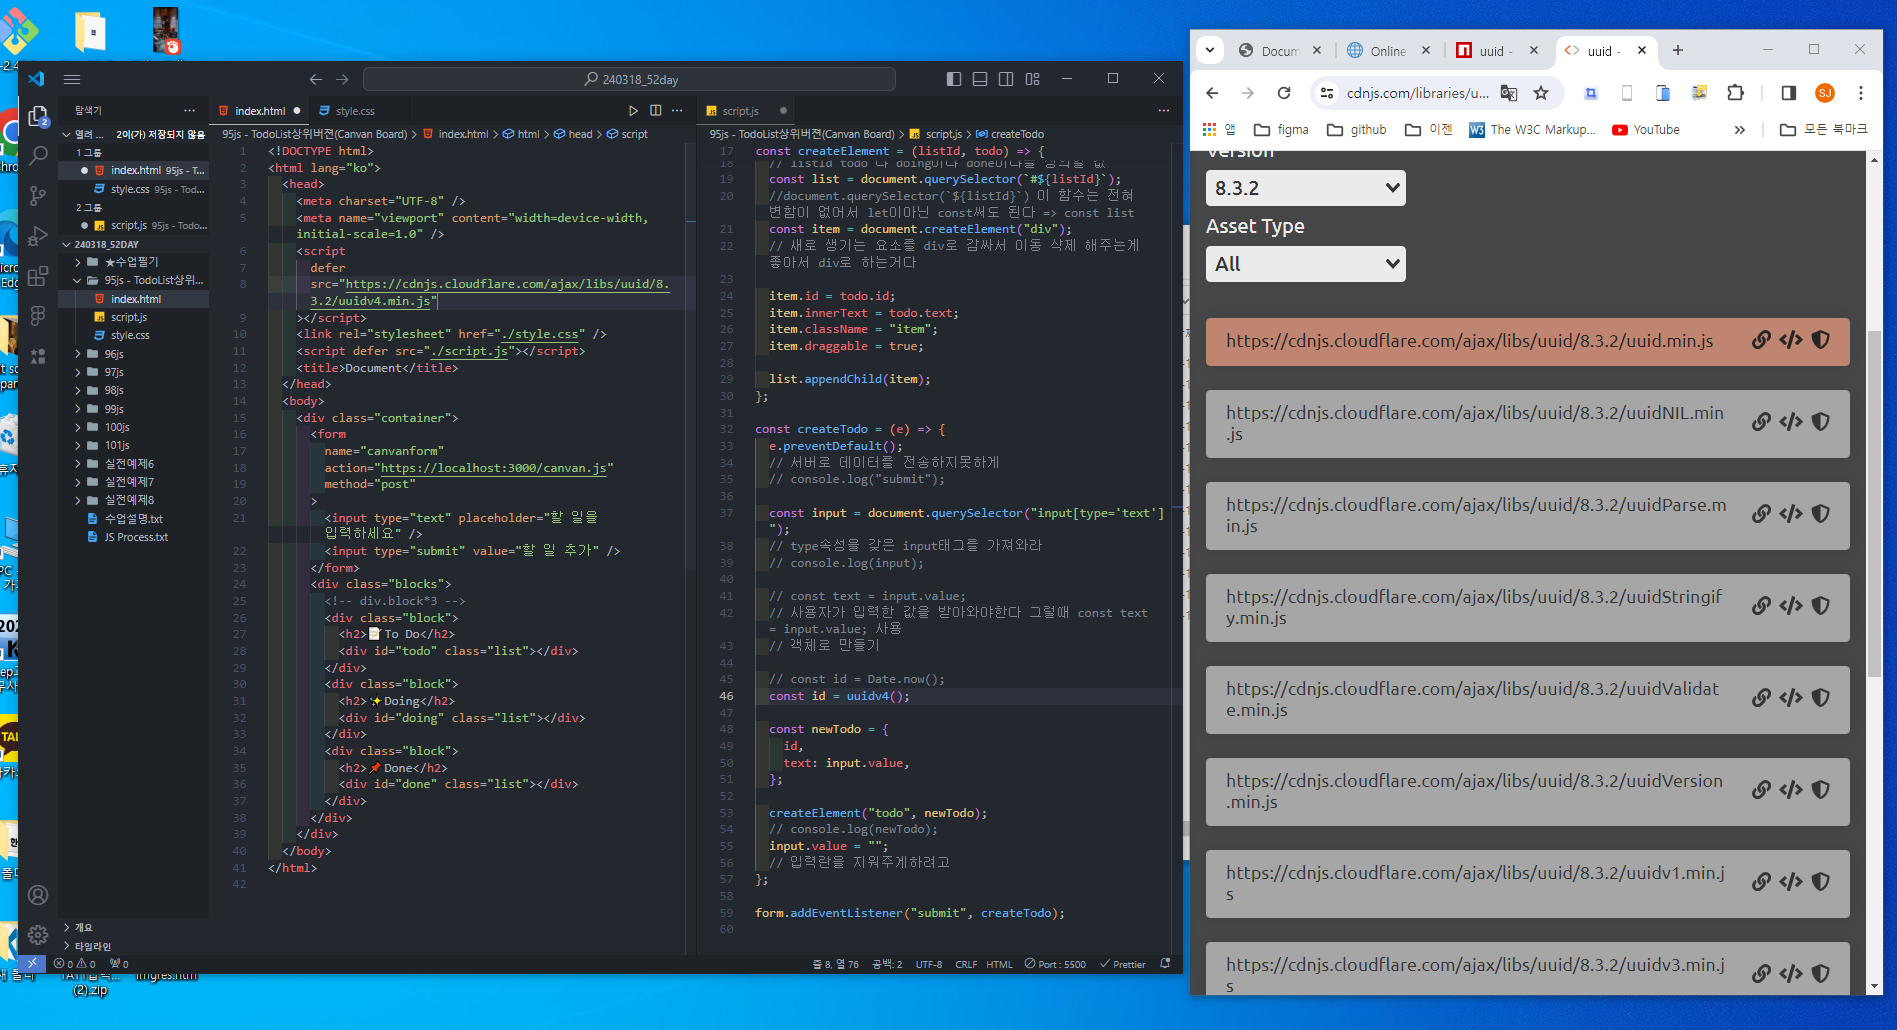 240318_52day
탐색기
index.html
style.css
script.js
열려 ... 2이(가) 저장되지 않음
1 그룹
index.html 95js - T...
style.css 95js - Tod...
2 그룹
script.js 95js - Todo...
240318_52DAY
★수업필기
95js - TodoList상위...
index.html
script.js
style.css
96js
97js
98js
99js
100js
101js
실전예제6
실전예제7
실전예제8
수업설명.txt
JS Process.txt
개요
타임라인
95js - TodoList상위버전(Canvan Board) > index.html > html > head > script
1 <!DOCTYPE html>
2 <html lang="ko">
3 <head>
4 <meta charset="UTF-8" />
5 <meta name="viewport" content="width=device-width,
initial-scale=1.0" />
6 <script
7 defer
8 src="https://cdnjs.cloudflare.com/ajax/libs/uuid/8.
3.2/uuidv4.min.js"
9 ></script>
10 <link rel="stylesheet" href="./style.css" />
11 <script defer src="./script.js"></script>
12 <title>Document</title>
13 </head>
14 <body>
15 <div class="container">
16 <form
17 name="canvanform"
18 action="https://localhost:3000/canvan.js"
19 method="post"
20 >
21 <input type="text" placeholder="할 일을
입력하세요" />
22 <input type="submit" value="할 일 추가" />
23 </form>
24 <div class="blocks">
25 <!-- div.block*3 -->
26 <div class="block">
27 <h2>📝To Do</h2>
28 <div id="todo" class="list"></div>
29 </div>
30 <div class="block">
31 <h2>✨Doing</h2>
32 <div id="doing" class="list"></div>
33 </div>
34 <div class="block">
35 <h2>📌Done</h2>
36 <div id="done" class="list"></div>
37 </div>
38 </div>
39 </div>
40 </body>
41 </html>
42
95js - TodoList상위버전(Canvan Board) > script.js > createTodo
17 const createElement = (listId, todo) => {
18 // listId todo 나 doing이나 done이냐를 정의할 값
19 const list = document.querySelector(`#${listId}`);
20 //document.querySelector(`${listId}`) 이 함수는 전혀
변함이 없어서 let이아닌 const써도 된다 => const list
21 const item = document.createElement("div");
22 // 새로 생기는 요소를 div로 감싸서 이동 삭제 해주는게
좋아서 div로 하는거다
23
24 item.id = todo.id;
25 item.innerText = todo.text;
26 item.className = "item";
27 item.draggable = true;
28
29 list.appendChild(item);
30 };
31
32 const createTodo = (e) => {
33 e.preventDefault();
34 // 서버로 데이터를 전송하지못하게
35 // console.log("submit");
36
37 const input = document.querySelector("input[type='text']
");
38 // type속성을 갖은 input태그를 가져와라
39 // console.log(input);
40
41 // const text = input.value;
42 // 사용자가 입력한 값을 받아와야한다 그럴때 const text
= input.value; 사용
43 // 객체로 만들기
44
45 // const id = Date.now();
46 const id = uuidv4();
47
48 const newTodo = {
49 id,
50 text: input.value,
51 };
52
53 createElement("todo", newTodo);
54 // console.log(newTodo);
55 input.value = "";
56 // 입력란을 지워주게하려고
57 };
58
59 form.addEventListener("submit", createTodo);
60
0 0 0
줄 8, 열 76 공백: 2 UTF-8 CRLF HTML Port : 5500 Prettier
(2).zip
imgres.htm
Docum
Online
uuid -
uuid -
cdnjs.com/libraries/u...
SJ
앱
figma
github
이젠
The W3C Markup...
YouTube
모든 북마크
Version
8.3.2
Asset Type
All
https://cdnjs.cloudflare.com/ajax/libs/uuid/8.3.2/uuid.min.js
https://cdnjs.cloudflare.com/ajax/libs/uuid/8.3.2/uuidNIL.min
.js
https://cdnjs.cloudflare.com/ajax/libs/uuid/8.3.2/uuidParse.m
in.js
https://cdnjs.cloudflare.com/ajax/libs/uuid/8.3.2/uuidStringif
y.min.js
https://cdnjs.cloudflare.com/ajax/libs/uuid/8.3.2/uuidValidat
e.min.js
https://cdnjs.cloudflare.com/ajax/libs/uuid/8.3.2/uuidVersion
.min.js
https://cdnjs.cloudflare.com/ajax/libs/uuid/8.3.2/uuidv1.min.j
s
https://cdnjs.cloudflare.com/ajax/libs/uuid/8.3.2/uuidv3.min.j
s